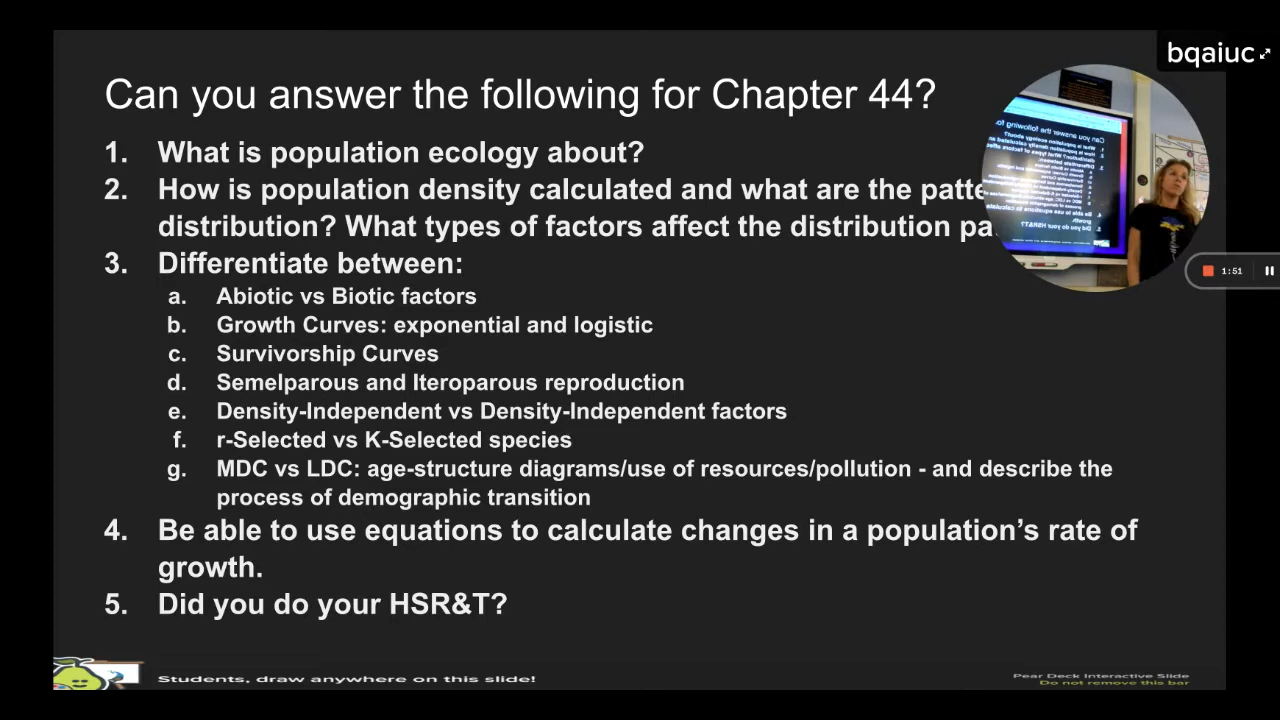 bqaiuc
Can you answer the following for Chapter 44?
1. What is population ecology about?
2. How is population density calculated and what are the patte
distribution? What types of factors affect the distribution pa
3. Differentiate between:
a. Abiotic vs Biotic factors
b. Growth Curves: exponential and logistic
c. Survivorship Curves
d. Semelparous and Iteroparous reproduction
e. Density-Independent vs Density-Independent factors
f. r-Selected vs K-Selected species
g. MDC vs LDC: age-structure diagrams/use of resources/pollution - and describe the
process of demographic transition
4. Be able to use equations to calculate changes in a population’s rate of
growth.
5. Did you do your HSR&T?
1:51
Students, draw anywhere on this slide!
Pear Deck Interactive Slide
Do not remove this bar